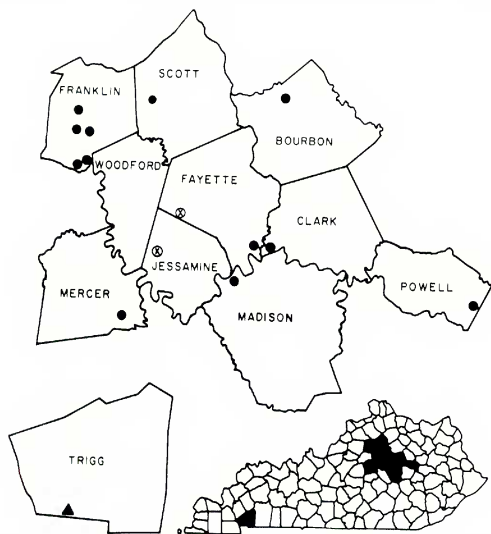 SCOTT
FRANKLIN
BOURBON
WOODFORD
FAYETTE
CLARK
JESSAMINE
POWELL
MERCER
MADISON
TRIGG